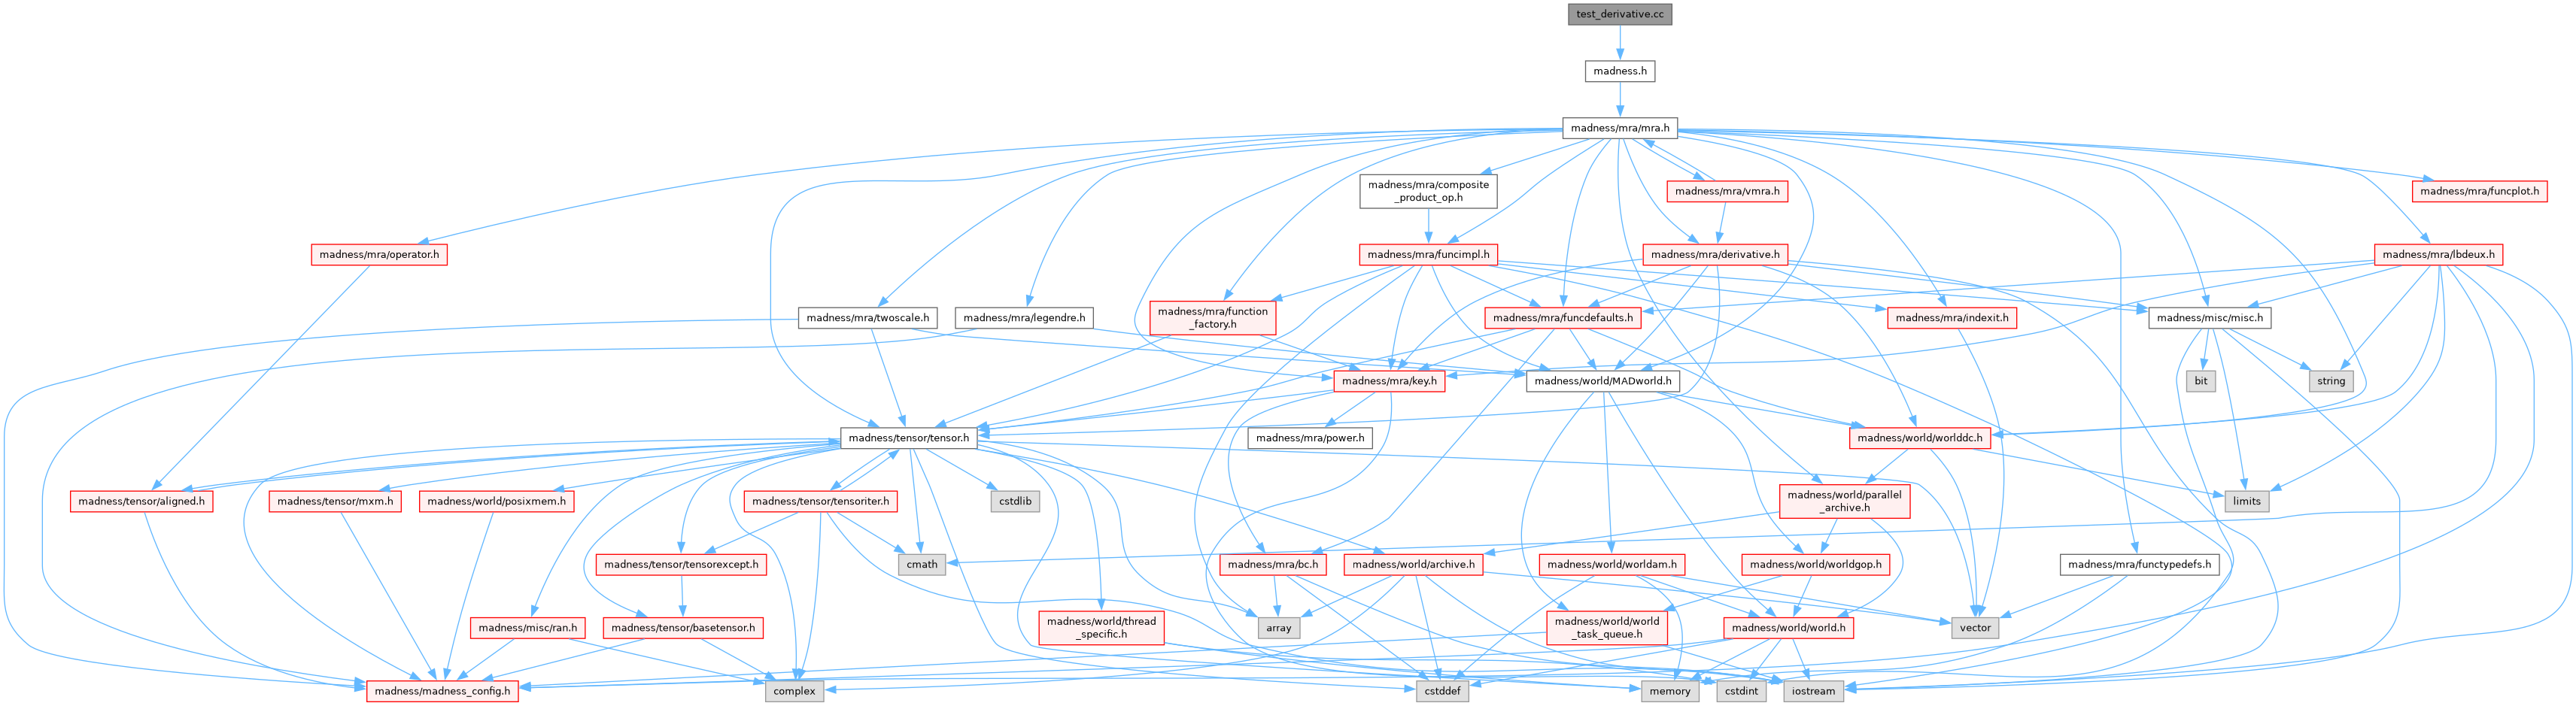 test_derivative.cc
madness.h
madness/mra/mra.h
madness/mra/composite
_product_op.h
madness/mra/vmra.h
madness/mra/funcplot.h
madness/mra/operator.h
madness/mra/funcimpl.h
madness/mra/derivative.h
madness/mra/lbdeux.h
madness/mra/twoscale.h
madness/mra/legendre.h
madness/mra/function
_factory.h
madness/mra/funcdefaults.h
madness/mra/indexit.h
madness/misc/misc.h
madness/mra/key.h
madness/world/MADworld.h
bit
string
madness/tensor/tensor.h
madness/mra/power.h
madness/world/worlddc.h
madness/tensor/aligned.h
madness/tensor/mxm.h
madness/world/posixmem.h
madness/tensor/tensoriter.h
cstdlib
madness/world/parallel
_archive.h
limits
madness/tensor/tensorexcept.h
cmath
madness/mra/bc.h
madness/world/archive.h
madness/world/worldam.h
madness/world/worldgop.h
madness/mra/functypedefs.h
madness/misc/ran.h
madness/tensor/basetensor.h
madness/world/thread
_specific.h
array
madness/world/world
_task_queue.h
madness/world/world.h
vector
madness/madness_config.h
complex
cstddef
memory
cstdint
iostream